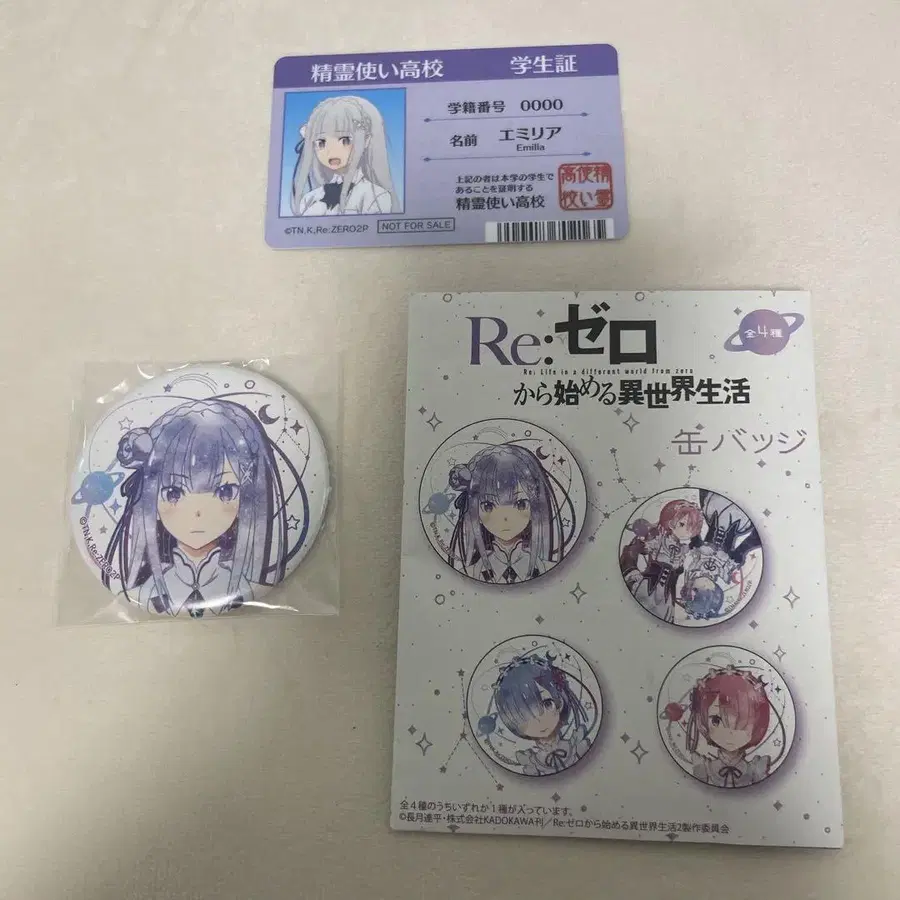 精霊使い高校 学生証
学籍番号 0000
名前 エミリア
Emilia
上記の者は本学の学生で
あることを証明する
精霊使い高校
精霊使い高校
©TN,K,Re:ZERO2P NOT FOR SALE
©TN,K,Re:ZERO2P
Re:ゼロ
全4種
Re: Life in a different world from zero
から始める異世界生活
缶バッジ
全4種のうちいずれか1種が入っています。
©長月達平・株式会社KADOKAWA刊／Re:ゼロから始める異世界生活2製作委員会